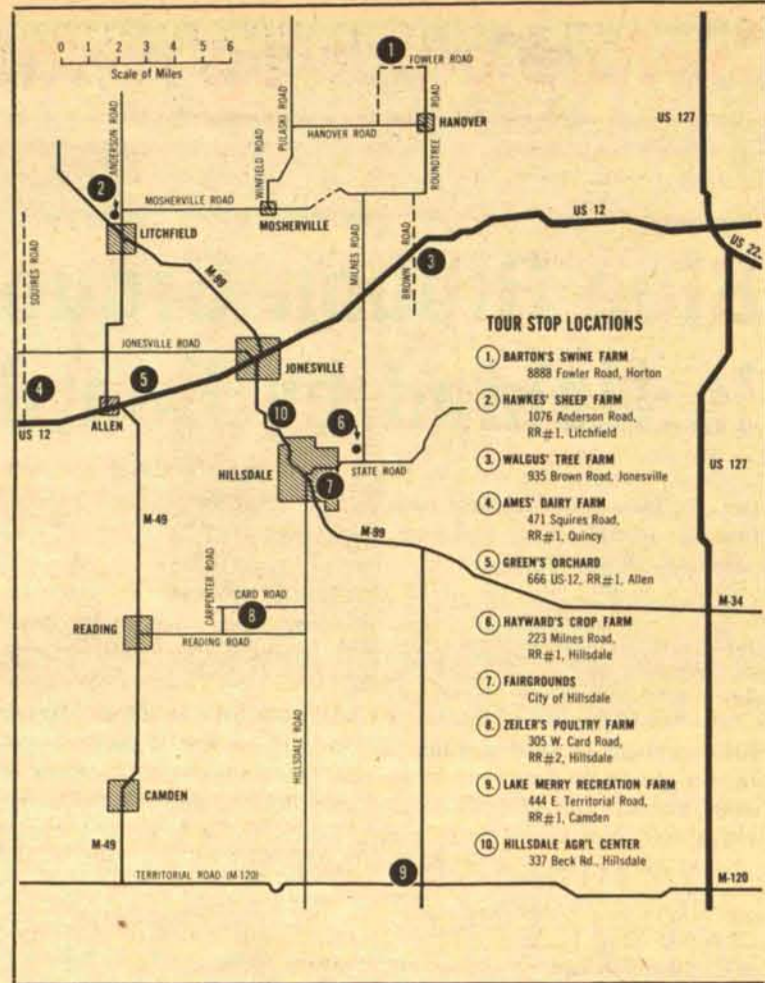 0 1 2 3 4 5 6
Scale of Miles
1
FOWLER ROAD
ANDERSON ROAD
PULASKI ROAD
HANOVER ROAD
ROAD
HANOVER
US 127
2
WINFIELD ROAD
ROUNDTREE
MOSHERVILLE ROAD
MOSHERVILLE
LITCHFIELD
US 12
SQUIRES ROAD
M-99
MILNES ROAD
BROWN ROAD
3
US 22-
JONESVILLE ROAD
JONESVILLE
4
5
ALLEN
US 12
10
6
HILLSDALE
STATE ROAD
7
US 127
M-49
M-99
CARPENTER ROAD
CARD ROAD
8
M-34
READING
READING ROAD
HILLSDALE ROAD
CAMDEN
M-49
TERRITORIAL ROAD (M-120)
9
M-120
TOUR STOP LOCATIONS
1. BARTON'S SWINE FARM
8888 Fowler Road, Horton
2. HAWKES' SHEEP FARM
1076 Anderson Road,
RR#1, Litchfield
3. WALGUS' TREE FARM
935 Brown Road, Jonesville
4. AMES' DAIRY FARM
471 Squires Road,
RR#1, Quincy
5. GREEN'S ORCHARD
666 US-12, RR#1, Allen
6. HAYWARD'S CROP FARM
223 Milnes Road,
RR#1, Hillsdale
7. FAIRGROUNDS
City of Hillsdale
8. ZEILER'S POULTRY FARM
305 W. Card Road,
RR#2, Hillsdale
9. LAKE MERRY RECREATION FARM
444 E. Territorial Road,
RR#1, Camden
10. HILLSDALE AGR'L CENTER
337 Beck Rd., Hillsdale